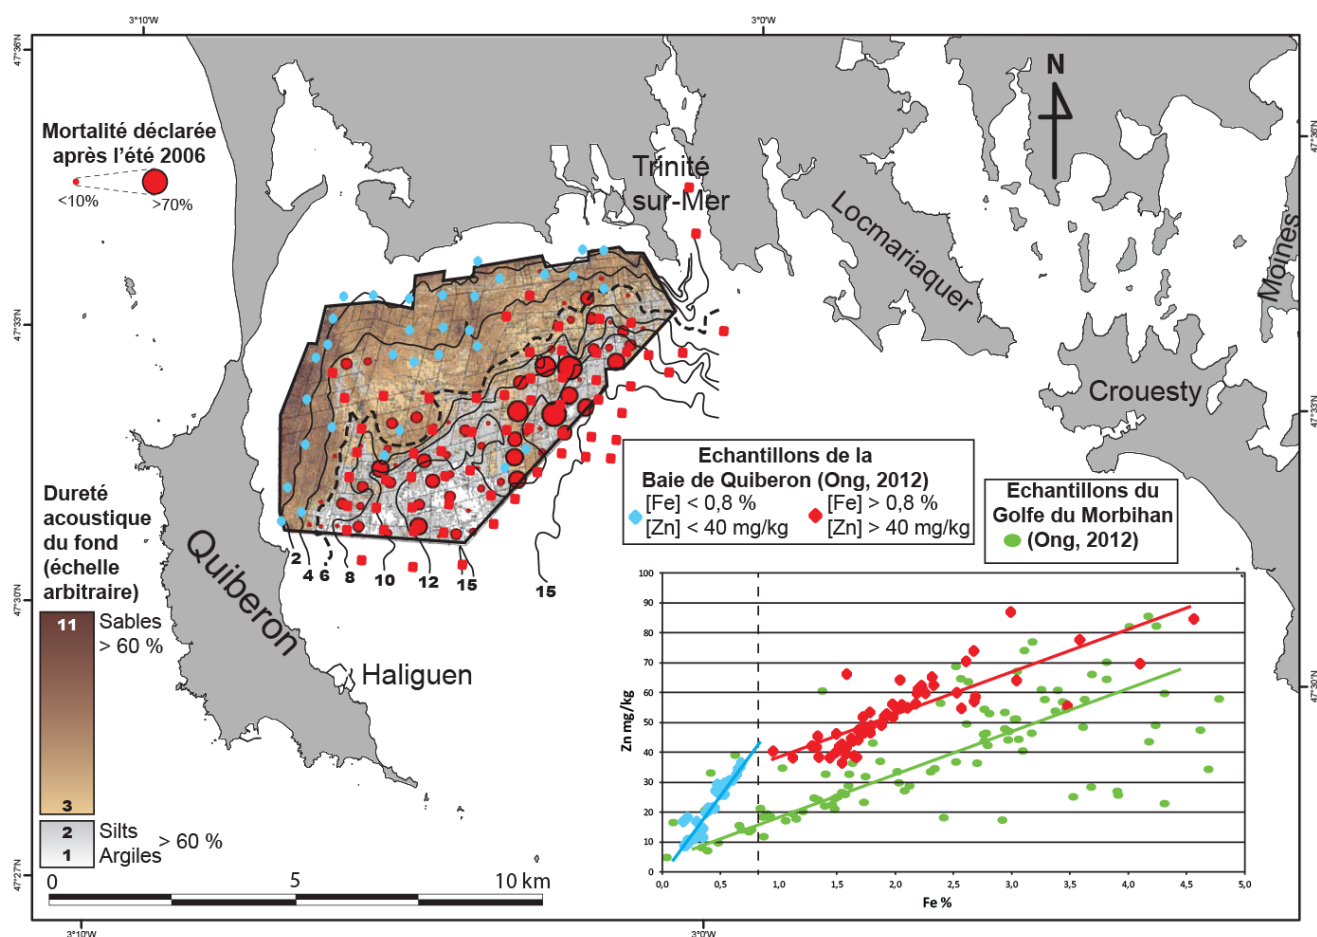 3°10'W
3°0'W
47°36'N
47°36'N
N
Mortalité déclarée
après l'été 2006
<10%
>70%
Trinité
sur-Mer
Locmariaquer
Moines
47°33'N
47°33'N
Crouesty
Echantillons de la
Baie de Quiberon (Ong, 2012)
[Fe] < 0,8 %
[Fe] > 0,8 %
[Zn] < 40 mg/kg
[Zn] > 40 mg/kg
Echantillons du
Golfe du Morbihan
(Ong, 2012)
Dureté
acoustique
du fond
(échelle
arbitraire)
11
Sables
> 60 %
3
2
Silts
1
Argiles
> 60 %
Quiberon
Haliguen
2
4
6
8
10
12
15
15
47°30'N
47°30'N
47°27'N
0
5
10 km
100
90
80
70
60
50
40
30
20
10
0
Zn mg/kg
0,0
0,5
1,0
1,5
2,0
2,5
3,0
3,5
4,0
4,5
5,0
Fe %
3°10'W
3°0'W